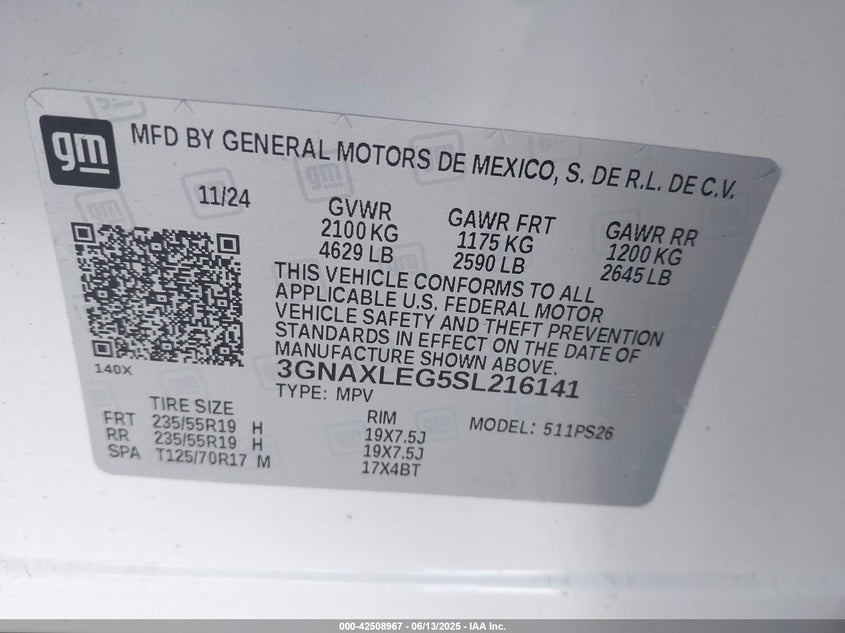 gm
MFD BY GENERAL MOTORS DE MEXICO, S. DE R.L. DE C.V.
11/24
GVWR GAWR FRT GAWR RR
2100 KG 1175 KG 1200 KG
4629 LB 2590 LB 2645 LB
THIS VEHICLE CONFORMS TO ALL
APPLICABLE U.S. FEDERAL MOTOR
VEHICLE SAFETY AND THEFT PREVENTION
STANDARDS IN EFFECT ON THE DATE OF
MANUFACTURE SHOWN ABOVE.
140X
3GNAXLEG5SL216141
TYPE: MPV
TIRE SIZE RIM MODEL: 511PS26
FRT 235/55R19 H 19X7.5J
RR 235/55R19 H 19X7.5J
SPA T125/70R17 M 17X4BT
000-42508967 - 06/13/2025 - IAA Inc.